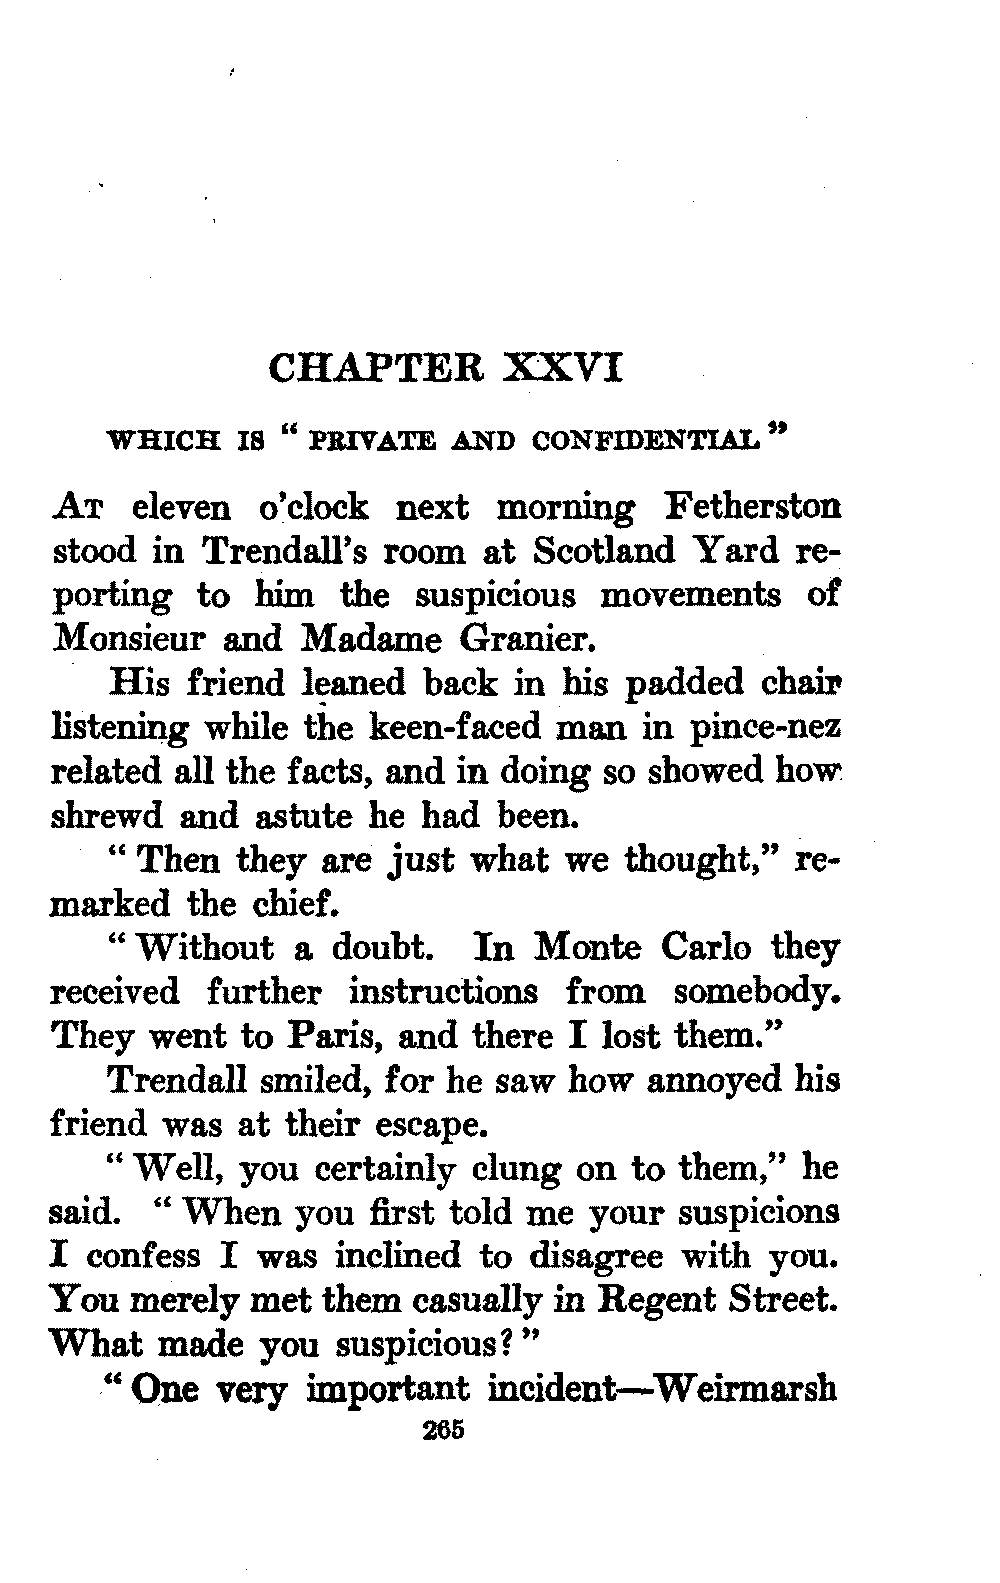 CHAPTER XXVI
WHICH IS “ PRIVATE AND CONFIDENTIAL ”
AT eleven o’clock next morning Fetherston
stood in Trendall’s room at Scotland Yard re-
porting to him the suspicious movements of
Monsieur and Madame Granier.
His friend leaned back in his padded chair
listening while the keen-faced man in pince-nez
related all the facts, and in doing so showed how
shrewd and astute he had been.
“ Then they are just what we thought,” re-
marked the chief.
“ Without a doubt. In Monte Carlo they
received further instructions from somebody.
They went to Paris, and there I lost them.”
Trendall smiled, for he saw how annoyed his
friend was at their escape.
“ Well, you certainly clung on to them,” he
said. “ When you first told me your suspicions
I confess I was inclined to disagree with you.
You merely met them casually in Regent Street.
What made you suspicious? ”
“ One very important incident—Weirmarsh
265